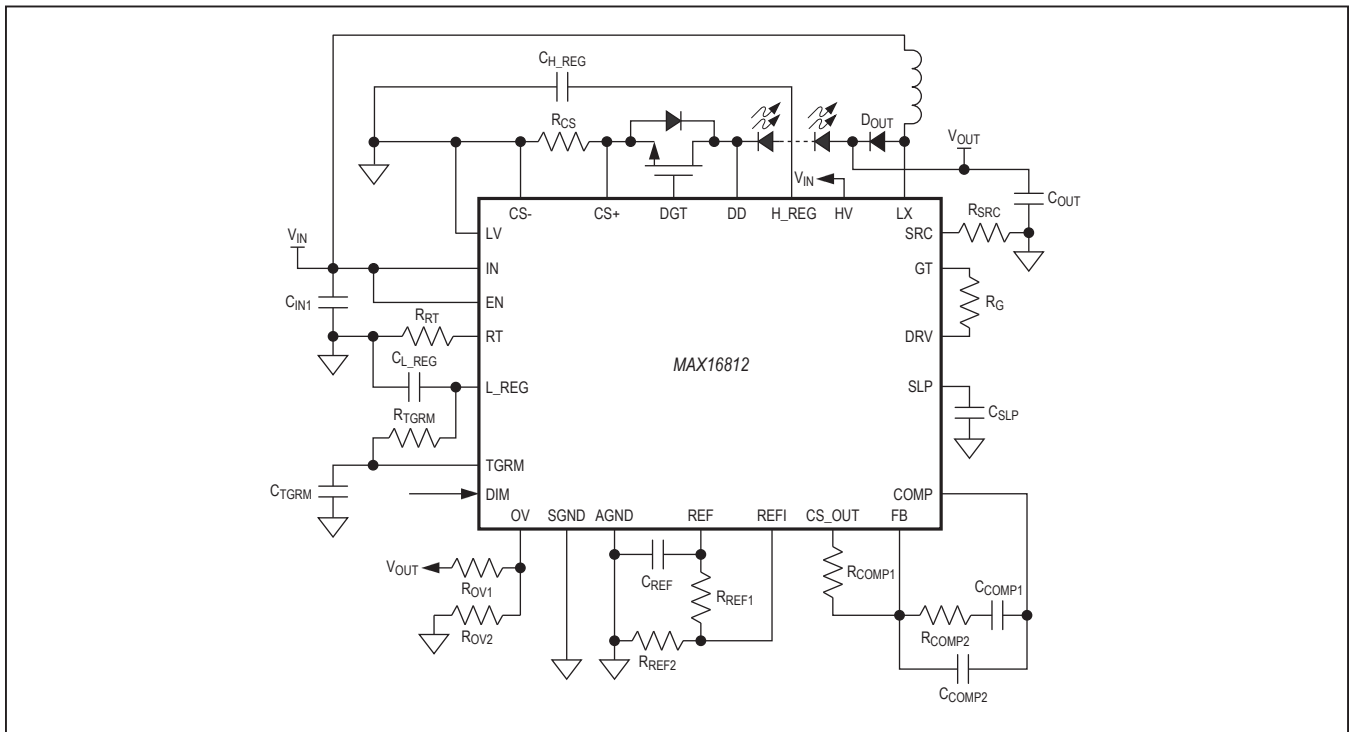 C_H_REG
R_CS
D_OUT
V_OUT
V_IN
C_OUT
R_SRC
CS-
CS+
DGT
DD
H_REG
HV
LX
LV
SRC
V_IN
IN
GT
C_IN1
EN
R_G
R_RT
RT
DRV
MAX16812
C_L_REG
L_REG
SLP
R_TGRM
C_SLP
TGRM
C_TGRM
DIM
COMP
OV
SGND
AGND
REF
REFI
CS_OUT
FB
V_OUT
R_OV1
C_REF
R_REF1
R_COMP1
C_COMP1
R_OV2
R_REF2
R_COMP2
C_COMP2